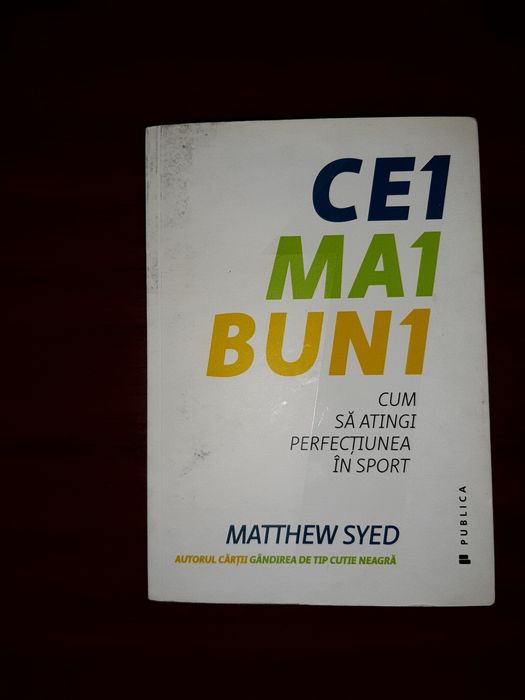 CE1
MA1
BUN1
CUM
SĂ ATINGI
PERFECȚIUNEA
ÎN SPORT
MATTHEW SYED
AUTORUL CĂRȚII GÂNDIREA DE TIP CUTIE NEAGRĂ
PUBLICA